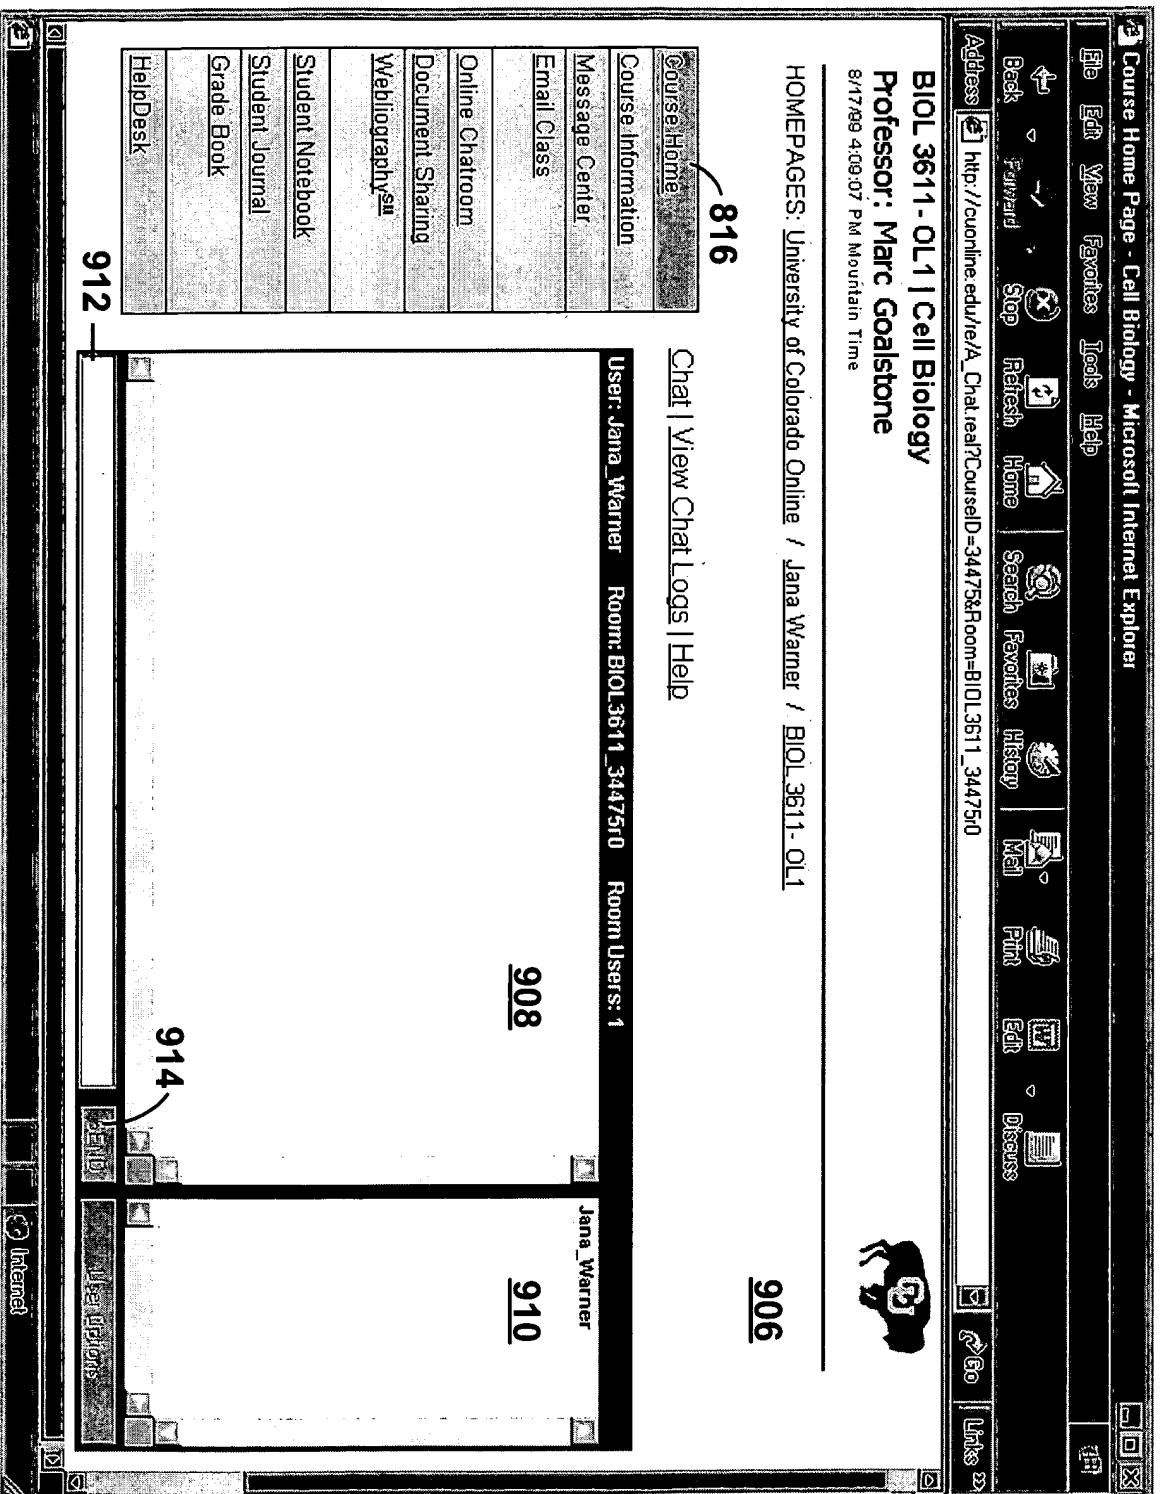 Course Home Page - Cell Biology - Microsoft Internet Explorer
File Edit View Favorites Tools Help
Back Forward Stop Refresh Home Search Favorites History Mail Print Edit Discuss
Address http://cuonline.edu/re/A_Chat.real?CourseID=34475&Room=BIOL3611_34475r0 Go Links »
BIOL 3611- OL1 | Cell Biology
Professor: Marc Goalstone
8/17/99 4:09:07 PM Mountain Time
CU
HOMEPAGES: University of Colorado Online / Jana Warner / BIOL 3611- OL1
906
816
Chat | View Chat Logs | Help
Course Home
Course Information
Message Center
Email Class
Online Chatroom
Document Sharing
Webliography SM
Student Notebook
Student Journal
Grade Book
HelpDesk
User: Jana_Warner Room: BIOL3611_34475r0 Room Users: 1
Jana_Warner
908
910
914
912
SEND User Options
Internet